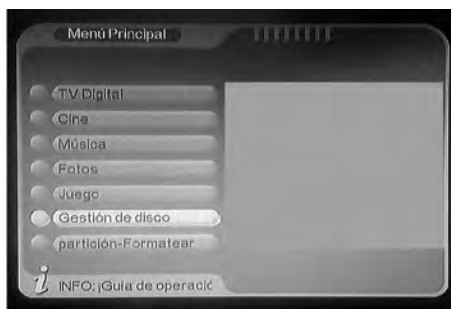 Menú Principal
TV Digital
Cine
Música
Fotos
Juego
Gestión de disco
partición-Formatear
INFO:¡Guía de operació